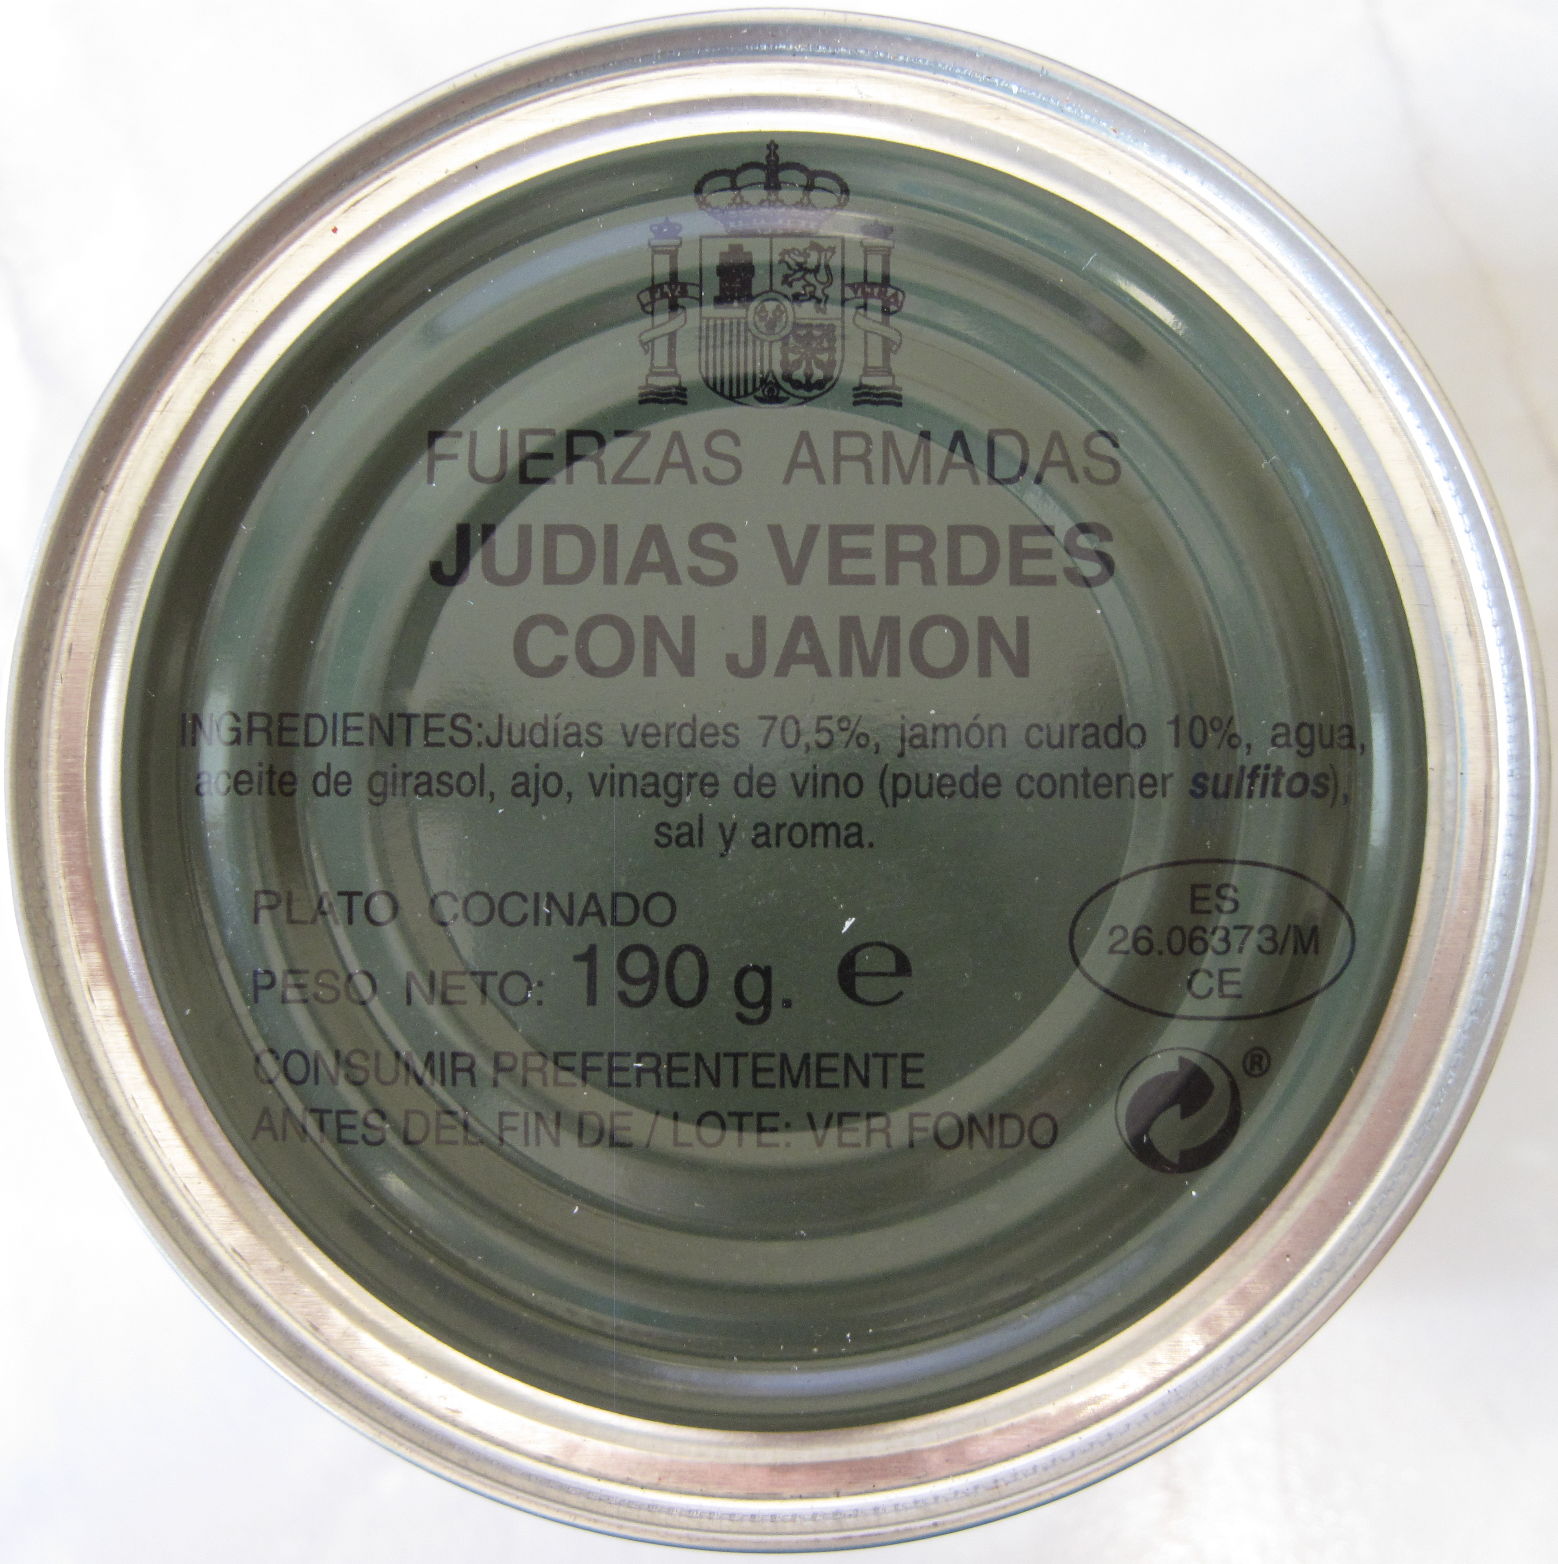 FUERZAS ARMADAS
JUDIAS VERDES
CON JAMON
INGREDIENTES:Judías verdes 70,5%, jamón curado 10%, agua,
aceite de girasol, ajo, vinagre de vino (puede contener sulfitos),
sal y aroma.
PLATO COCINADO
PESO NETO: 190 g. ℮
ES
26.06373/M
CE
CONSUMIR PREFERENTEMENTE
ANTES DEL FIN DE / LOTE: VER FONDO
®